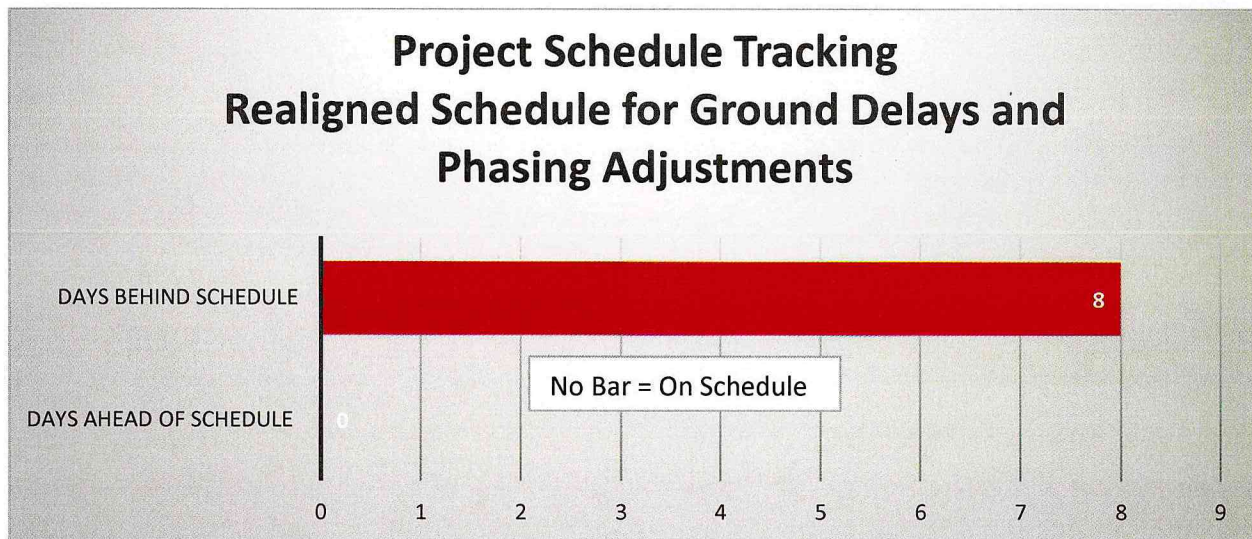 Project Schedule Tracking
Realigned Schedule for Ground Delays and
Phasing Adjustments
DAYS BEHIND SCHEDULE
8
No Bar = On Schedule
DAYS AHEAD OF SCHEDULE
0
0 1 2 3 4 5 6 7 8 9